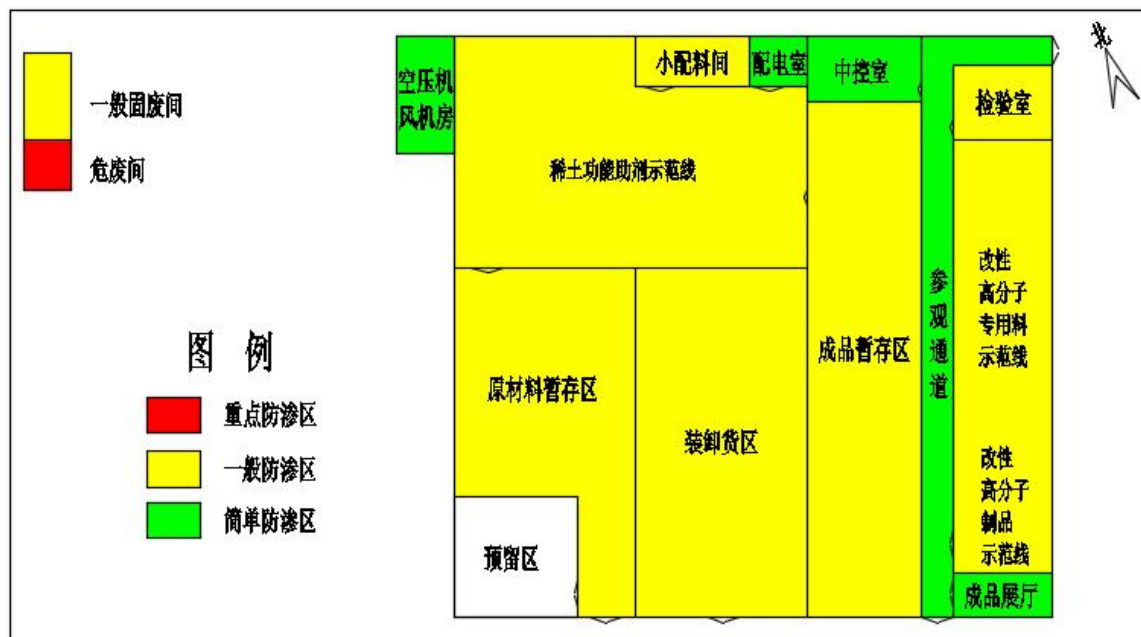 北
空压机
风机房
小配料间
配电室
中控室
检验室
一般固废间
危废间
稀土功能助剂示范线
参观通道
改性
高分子
专用料
示范线
成品暂存区
图 例
原材料暂存区
重点防渗区
装卸货区
一般防渗区
改性
高分子
制品
示范线
简单防渗区
预留区
成品展厅